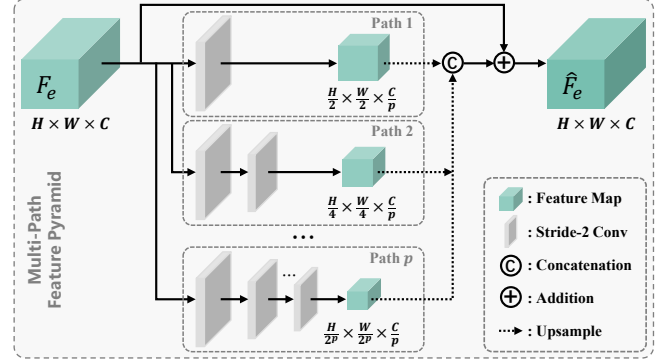 Path 1
F_e
H × W × C
H/2 × W/2 × C/p
C
+
F̂_e
H × W × C
Path 2
H/4 × W/4 × C/p
...
Path p
...
H/2^p × W/2^p × C/p
Multi-Path
Feature Pyramid
: Feature Map
: Stride-2 Conv
C : Concatenation
+ : Addition
: Upsample